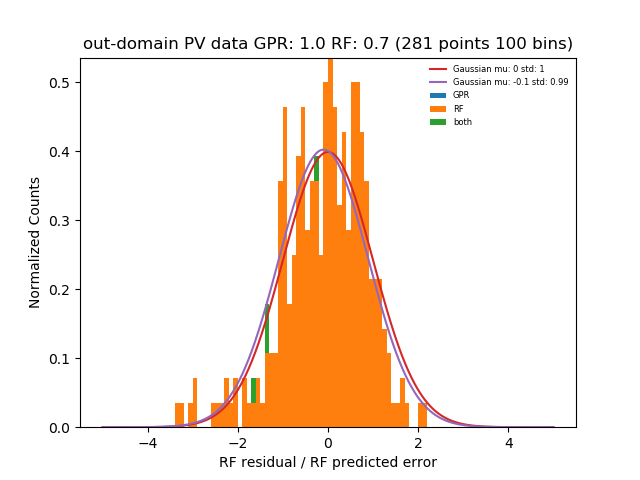 out-domain PV data GPR: 1.0 RF: 0.7 (281 points 100 bins)
Gaussian mu: 0 std: 1
Gaussian mu: -0.1 std: 0.99
GPR
RF
both
Normalized Counts
0.5
0.4
0.3
0.2
0.1
0.0
−4
−2
0
2
4
RF residual / RF predicted error